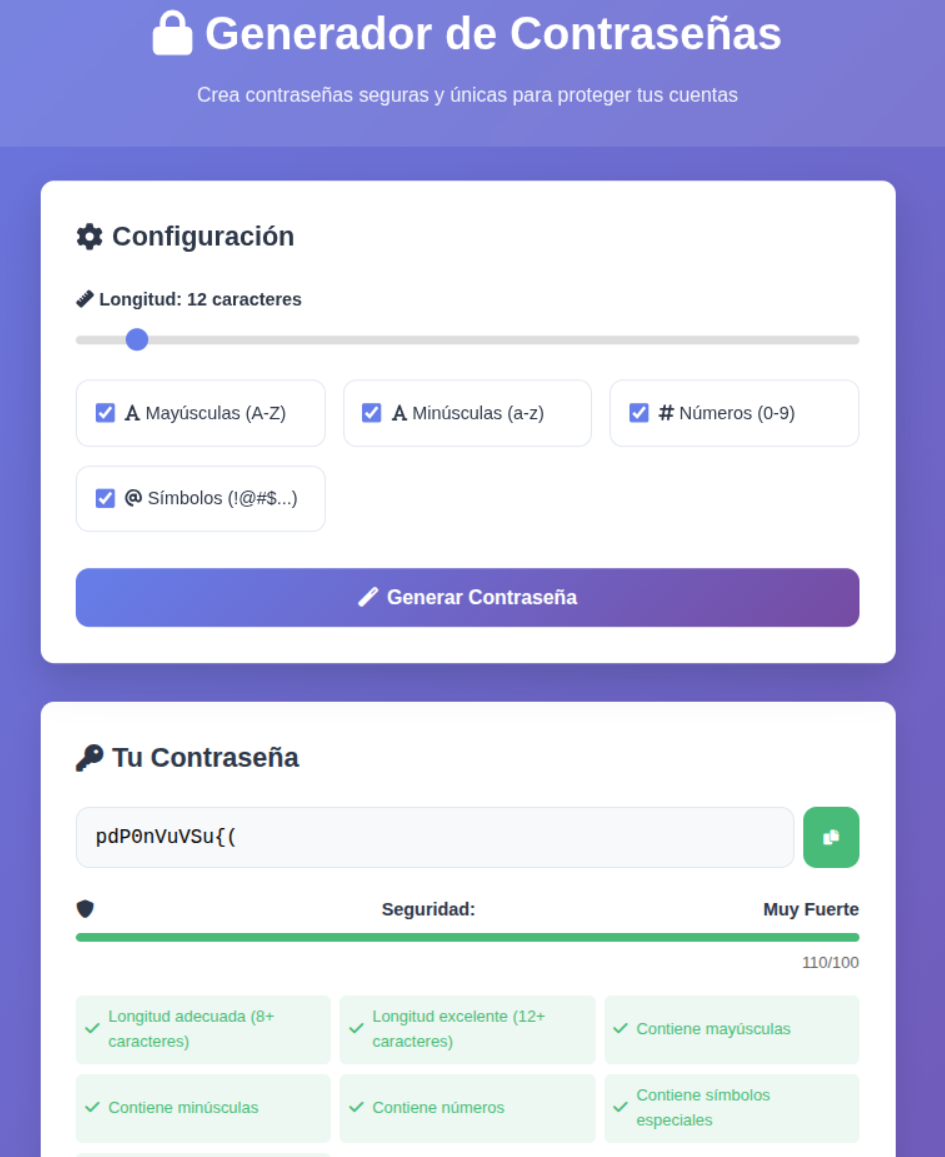 Generador de Contraseñas
Crea contraseñas seguras y únicas para proteger tus cuentas
Configuración
Longitud: 12 caracteres
Mayúsculas (A-Z)
Minúsculas (a-z)
Números (0-9)
Símbolos (!@#$...)
Generar Contraseña
Tu Contraseña
pdP0nVuVSu{(
Seguridad:
Muy Fuerte
110/100
Longitud adecuada (8+
caracteres)
Longitud excelente (12+
caracteres)
Contiene mayúsculas
Contiene minúsculas
Contiene números
Contiene símbolos
especiales